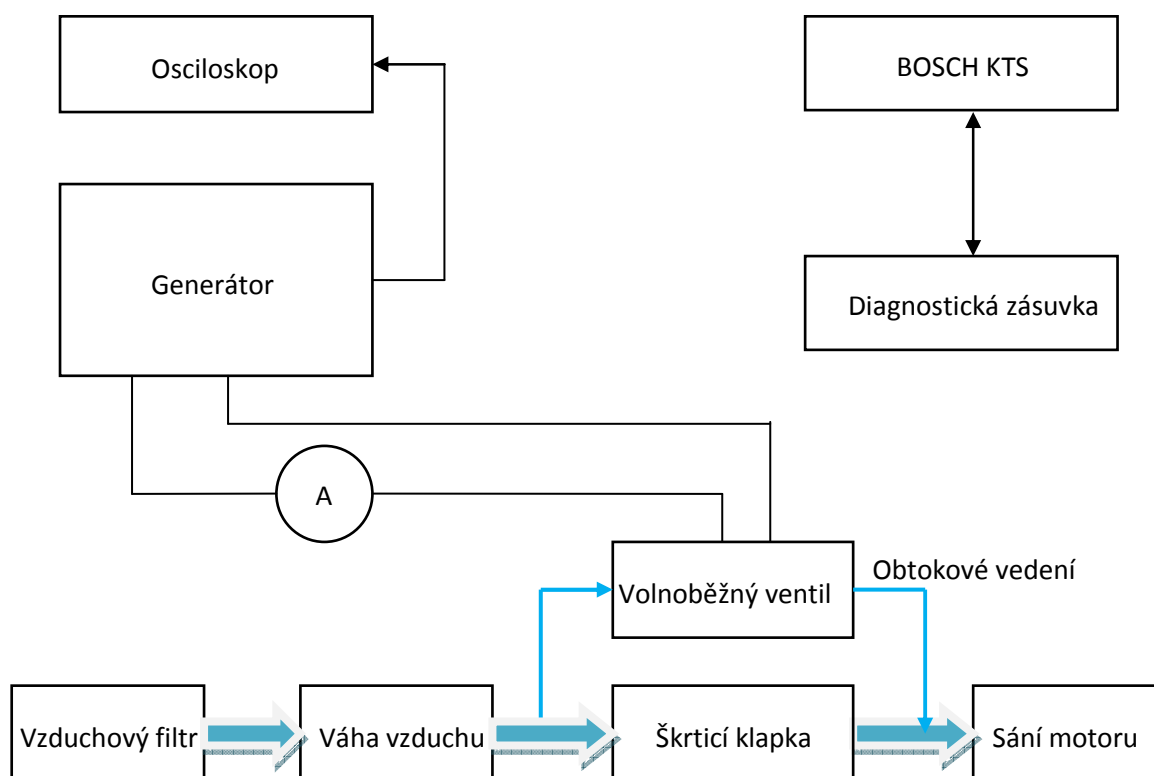 Osciloskop
BOSCH KTS
Generátor
Diagnostická zásuvka
A
Obtokové vedení
Volnoběžný ventil
Vzduchový filtr
Váha vzduchu
Škrticí klapka
Sání motoru